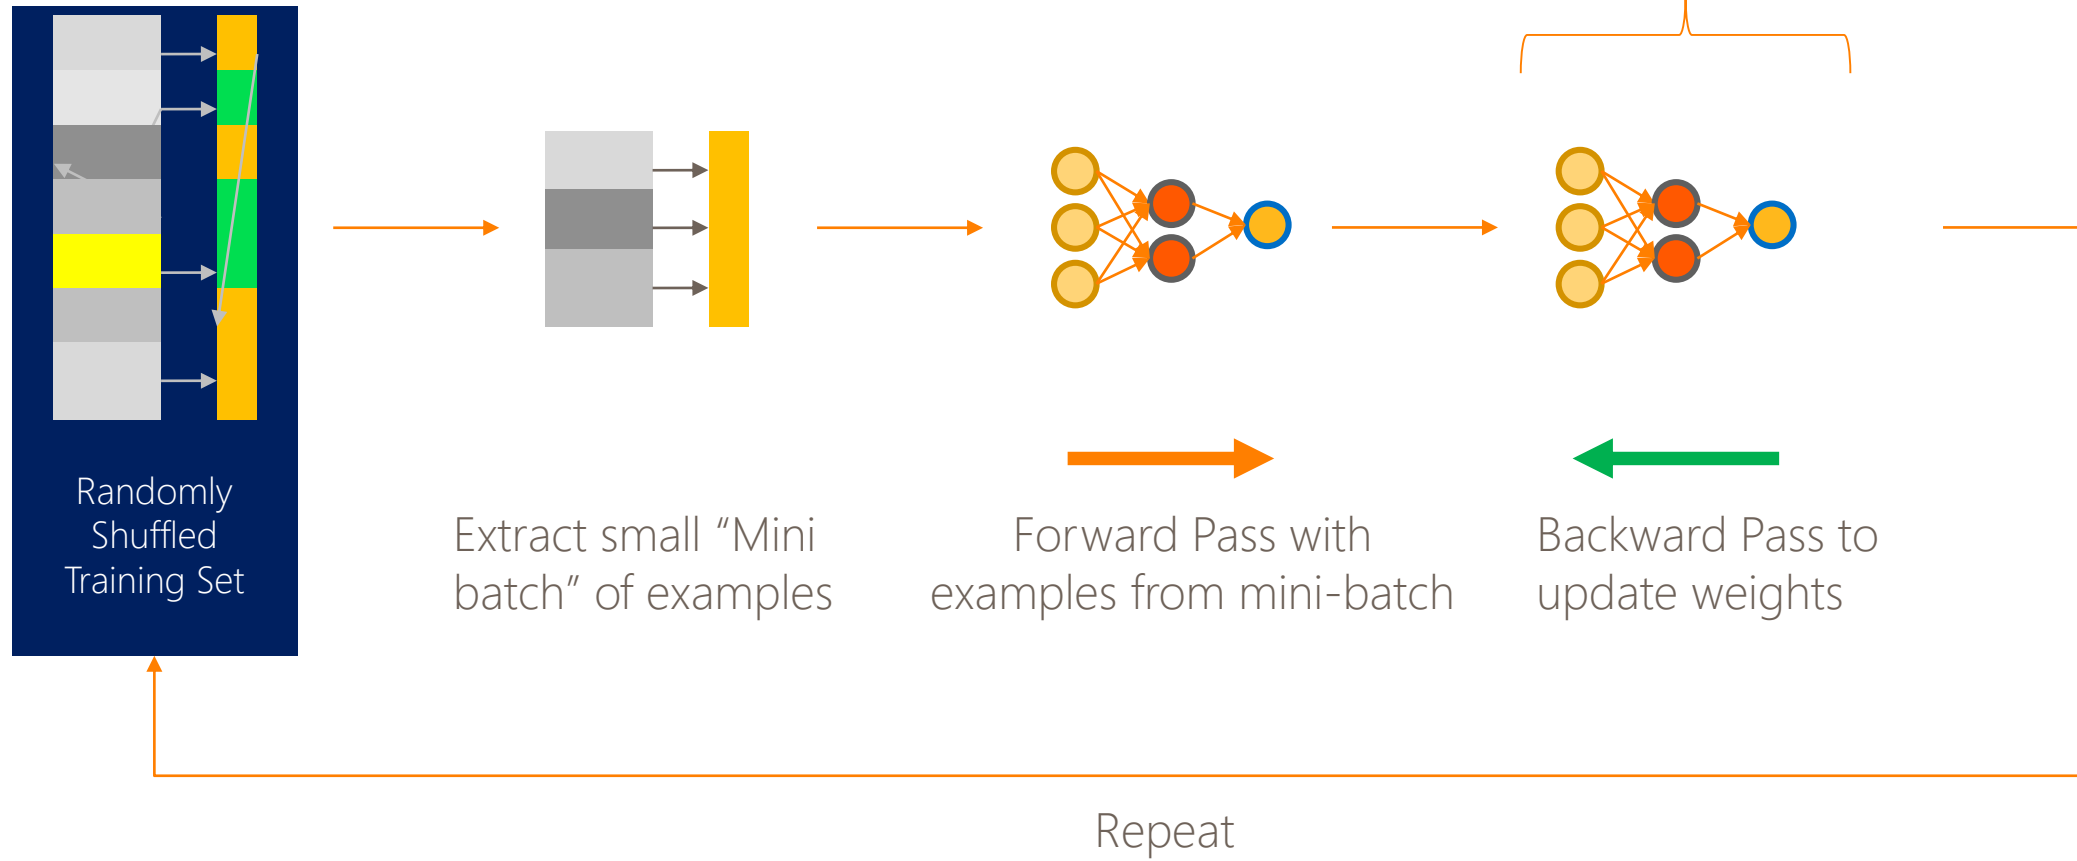 Randomly
Shuffled
Training Set
Extract small “Mini
batch” of examples
Forward Pass with
examples from mini-batch
Backward Pass to
update weights
Repeat